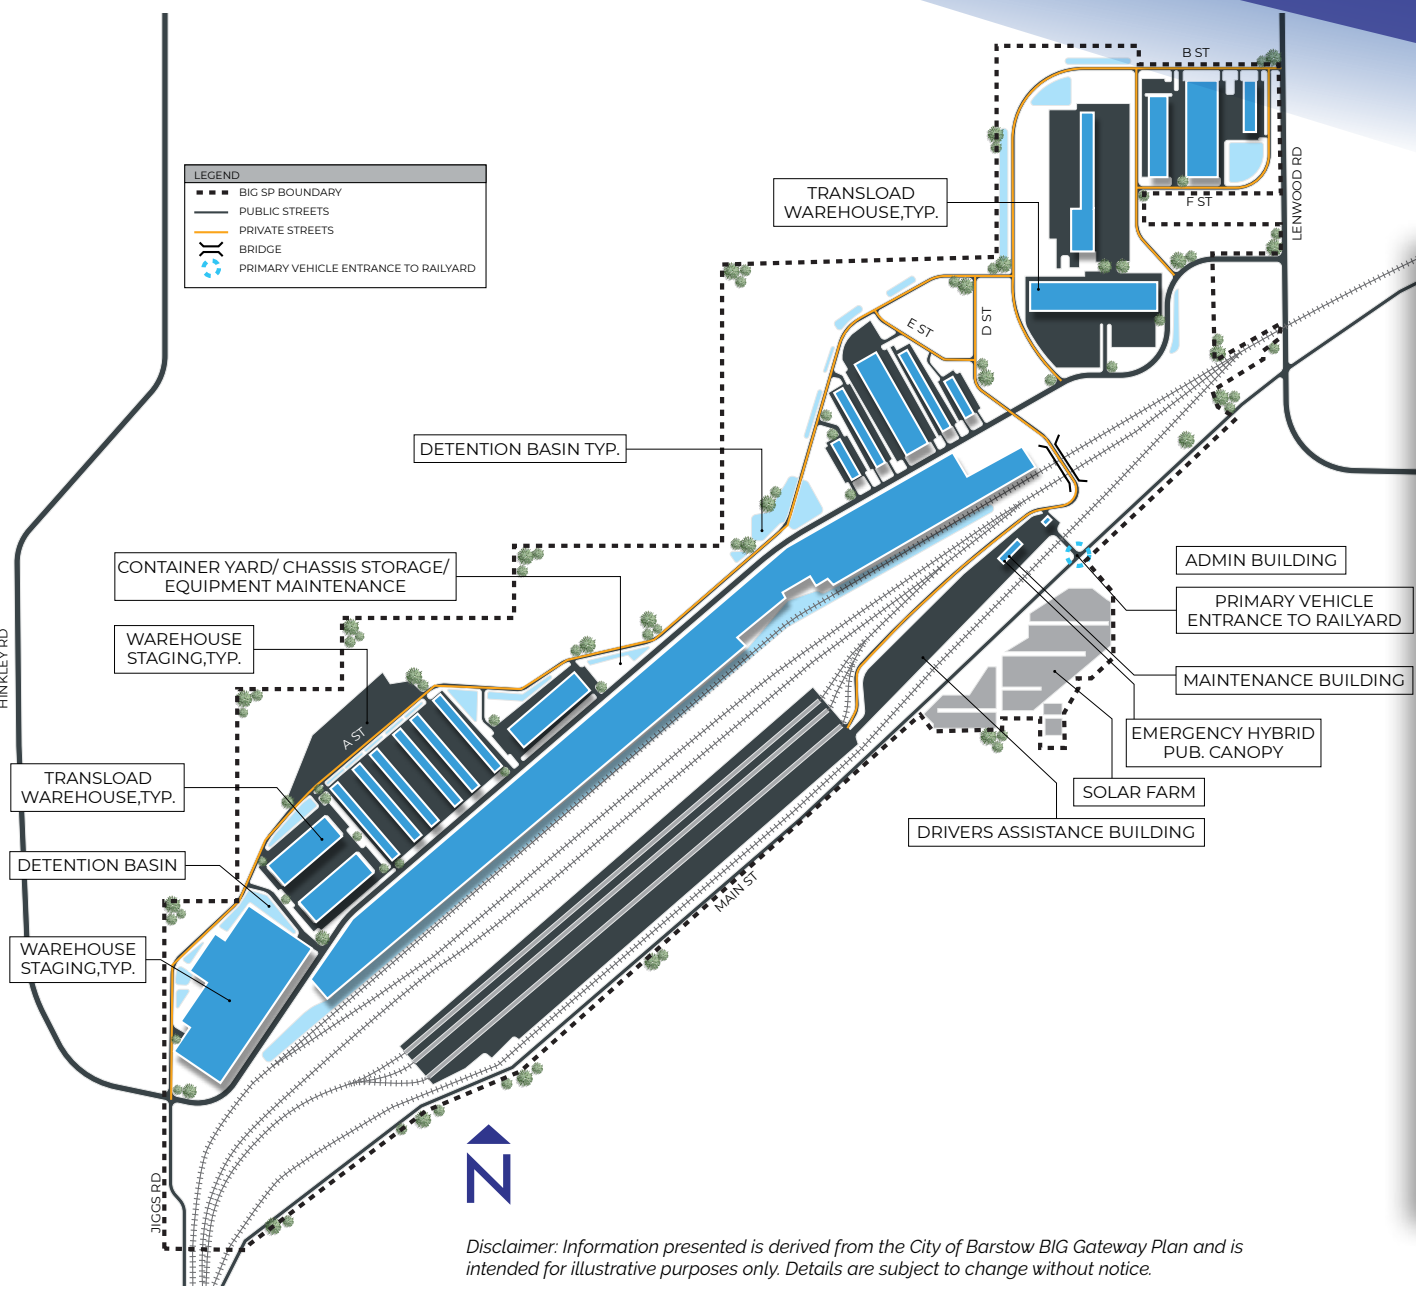 B ST
LENWOOD RD
F ST
LEGEND
BIG SP BOUNDARY
PUBLIC STREETS
PRIVATE STREETS
BRIDGE
PRIMARY VEHICLE ENTRANCE TO RAILYARD
TRANSLOAD
WAREHOUSE,TYP.
E ST
D ST
DETENTION BASIN TYP.
CONTAINER YARD/ CHASSIS STORAGE/
EQUIPMENT MAINTENANCE
ADMIN BUILDING
PRIMARY VEHICLE
ENTRANCE TO RAILYARD
WAREHOUSE
STAGING,TYP.
HINKLEY RD
MAINTENANCE BUILDING
A ST
EMERGENCY HYBRID
PUB. CANOPY
TRANSLOAD
WAREHOUSE,TYP.
SOLAR FARM
DRIVERS ASSISTANCE BUILDING
DETENTION BASIN
MAIN ST
WAREHOUSE
STAGING,TYP.
N
JIGGS RD
Disclaimer: Information presented is derived from the City of Barstow BIG Gateway Plan and is
intended for illustrative purposes only. Details are subject to change without notice.